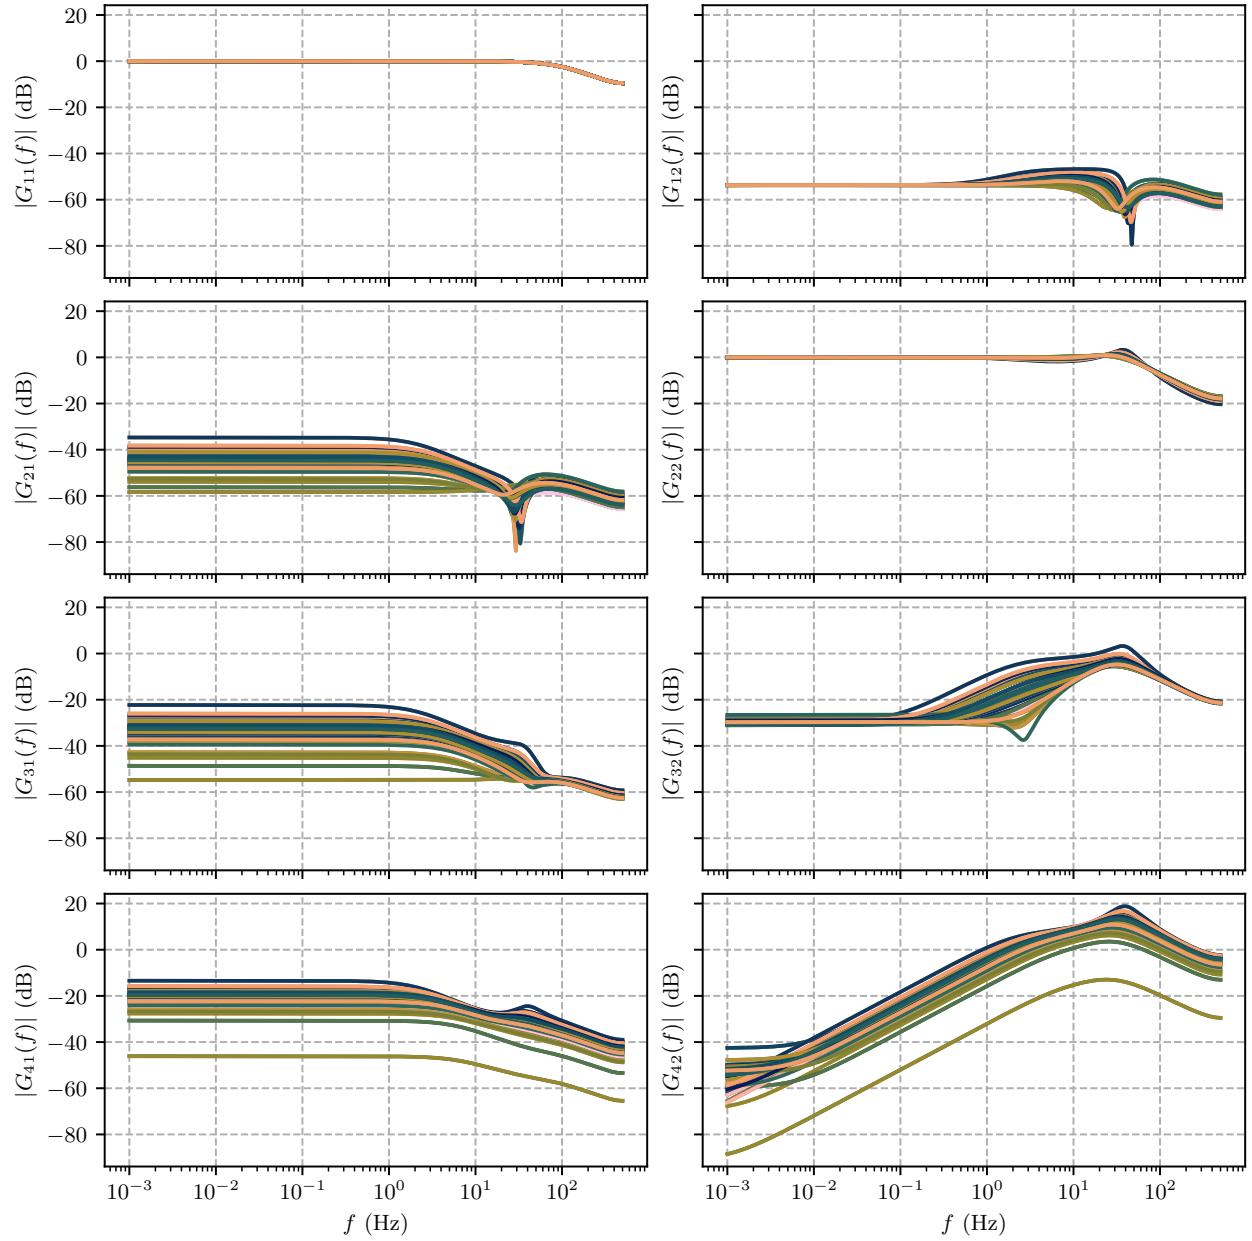 20
0
−20
−40
−60
−80
|G₁₁(f)| (dB)
|G₁₂(f)| (dB)
20
0
−20
−40
−60
−80
|G₂₁(f)| (dB)
|G₂₂(f)| (dB)
20
0
−20
−40
−60
−80
|G₃₁(f)| (dB)
|G₃₂(f)| (dB)
20
0
−20
−40
−60
−80
|G₄₁(f)| (dB)
|G₄₂(f)| (dB)
10⁻³ 10⁻² 10⁻¹ 10⁰ 10¹ 10²
f (Hz)
10⁻³ 10⁻² 10⁻¹ 10⁰ 10¹ 10²
f (Hz)